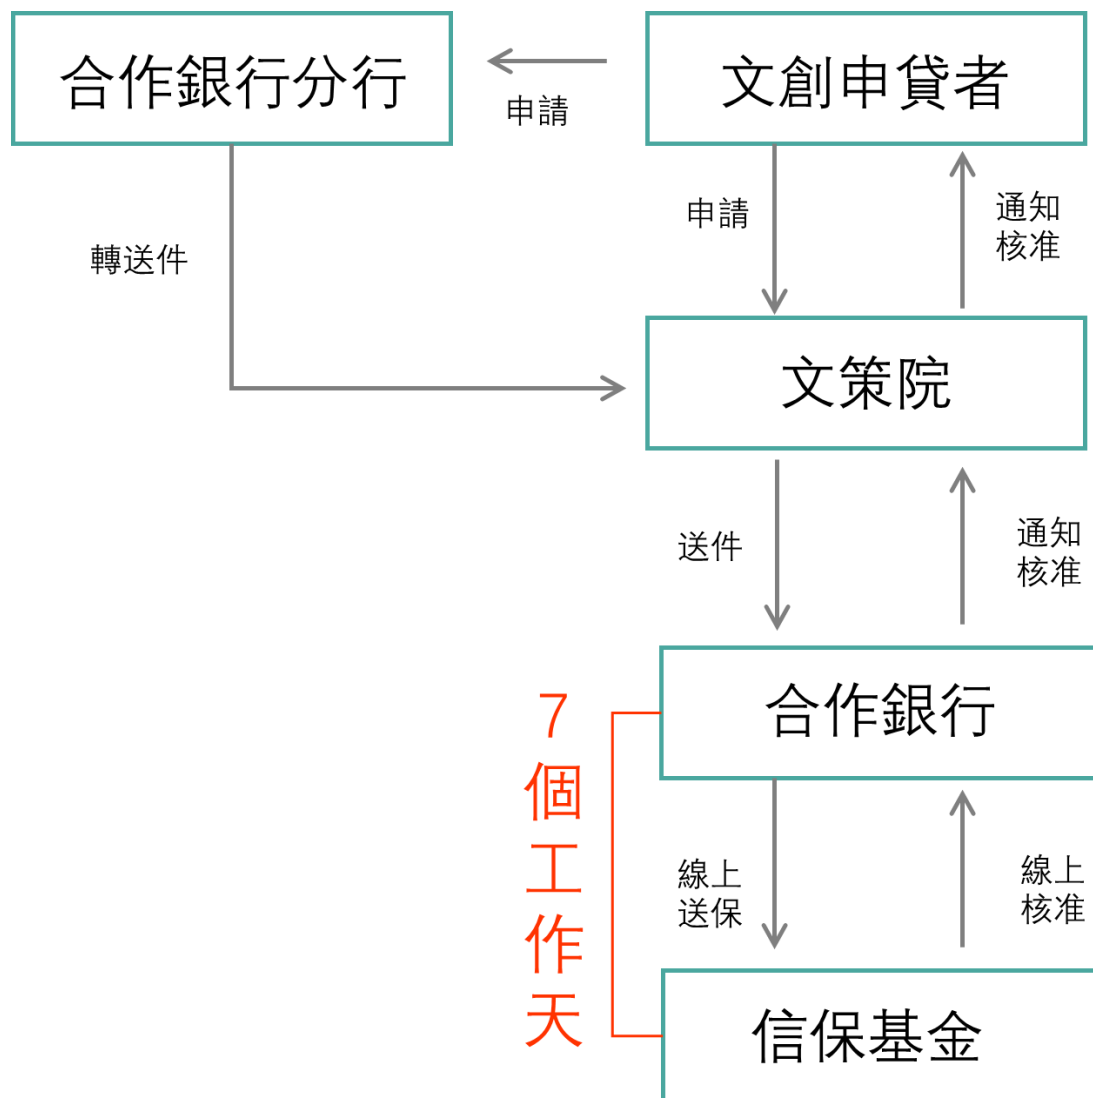 合作銀行分行
文創申貸者
申請
申請
通知
核准
轉送件
文策院
送件
通知
核准
合作銀行
7
個
工
作
天
線上
送保
線上
核准
信保基金